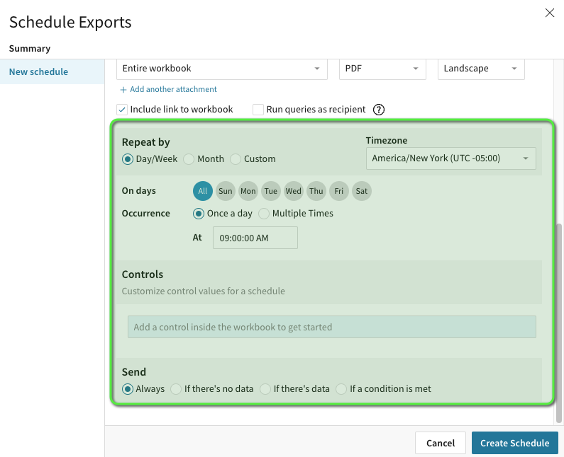 Schedule Exports
Summary
New schedule
Entire workbook PDF Landscape
+ Add another attachment
Include link to workbook Run queries as recipient ?
Repeat by Timezone
Day/Week Month Custom America/New York (UTC -05:00)
On days All Sun Mon Tue Wed Thu Fri Sat
Occurrence Once a day Multiple Times
At 09:00:00 AM
Controls
Customize control values for a schedule
Add a control inside the workbook to get started
Send
Always If there's no data If there's data If a condition is met
Cancel Create Schedule